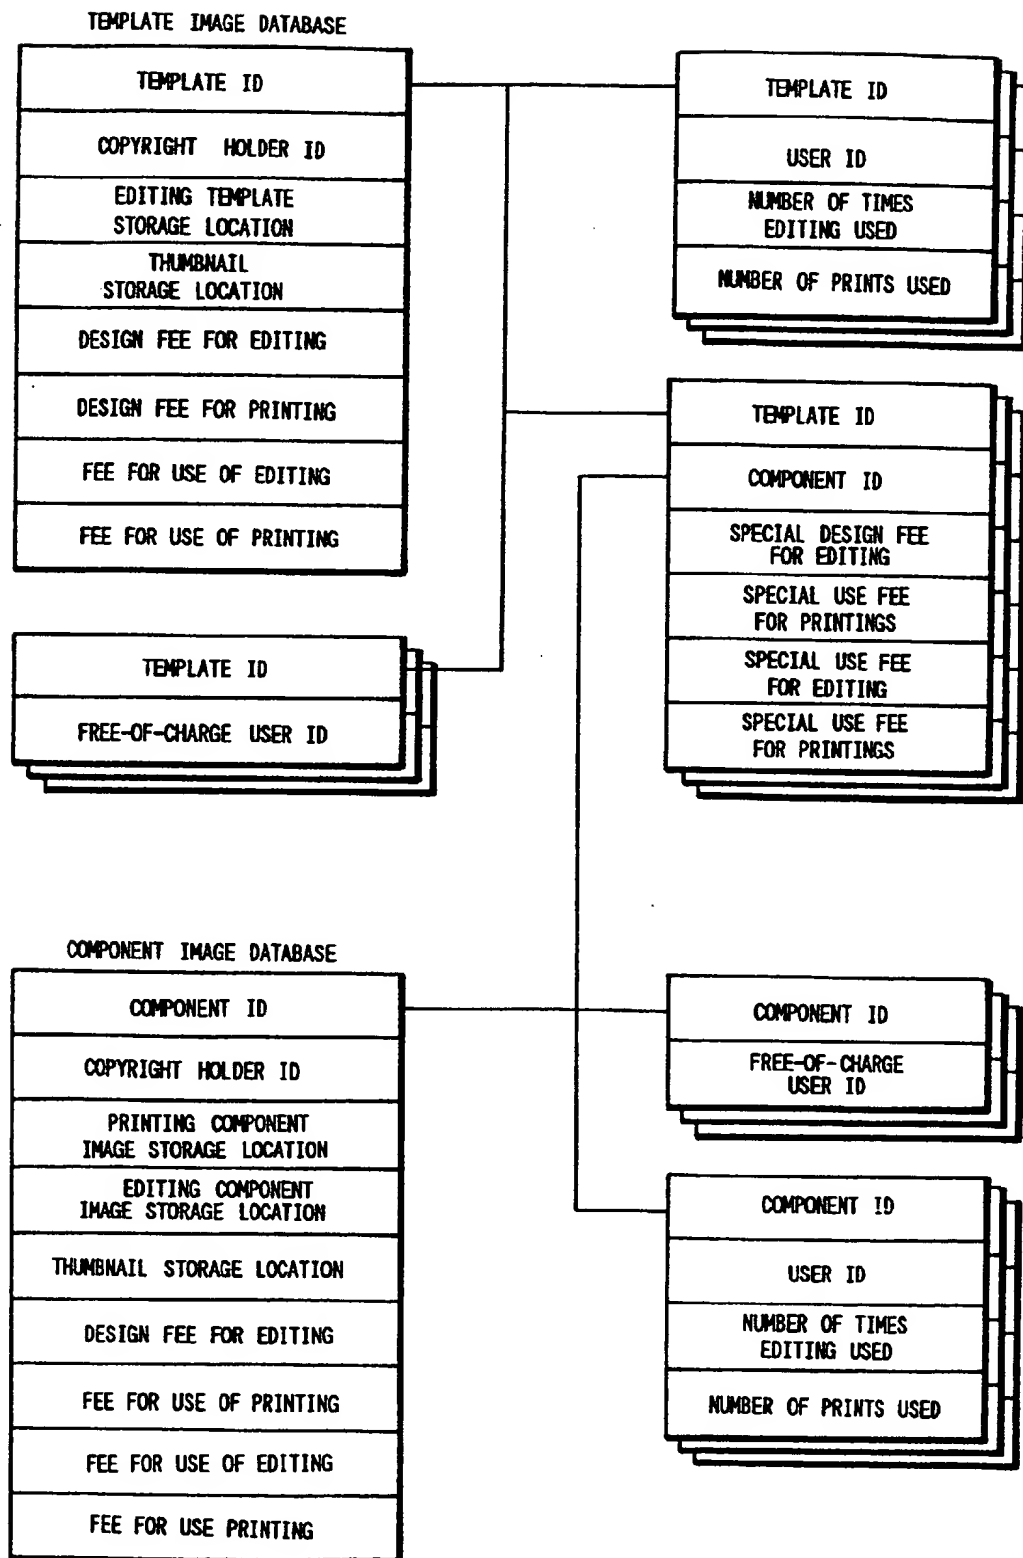 TEMPLATE IMAGE DATABASE
TEMPLATE ID
COPYRIGHT HOLDER ID
EDITING TEMPLATE
STORAGE LOCATION
THUMBNAIL
STORAGE LOCATION
DESIGN FEE FOR EDITING
DESIGN FEE FOR PRINTING
FEE FOR USE OF EDITING
FEE FOR USE OF PRINTING
TEMPLATE ID
FREE-OF-CHARGE USER ID
TEMPLATE ID
USER ID
NUMBER OF TIMES
EDITING USED
NUMBER OF PRINTS USED
TEMPLATE ID
COMPONENT ID
SPECIAL DESIGN FEE
FOR EDITING
SPECIAL USE FEE
FOR PRINTINGS
SPECIAL USE FEE
FOR EDITING
SPECIAL USE FEE
FOR PRINTINGS
COMPONENT IMAGE DATABASE
COMPONENT ID
COPYRIGHT HOLDER ID
PRINTING COMPONENT
IMAGE STORAGE LOCATION
EDITING COMPONENT
IMAGE STORAGE LOCATION
THUMBNAIL STORAGE LOCATION
DESIGN FEE FOR EDITING
FEE FOR USE OF PRINTING
FEE FOR USE OF EDITING
FEE FOR USE PRINTING
COMPONENT ID
FREE-OF-CHARGE
USER ID
COMPONENT ID
USER ID
NUMBER OF TIMES
EDITING USED
NUMBER OF PRINTS USED